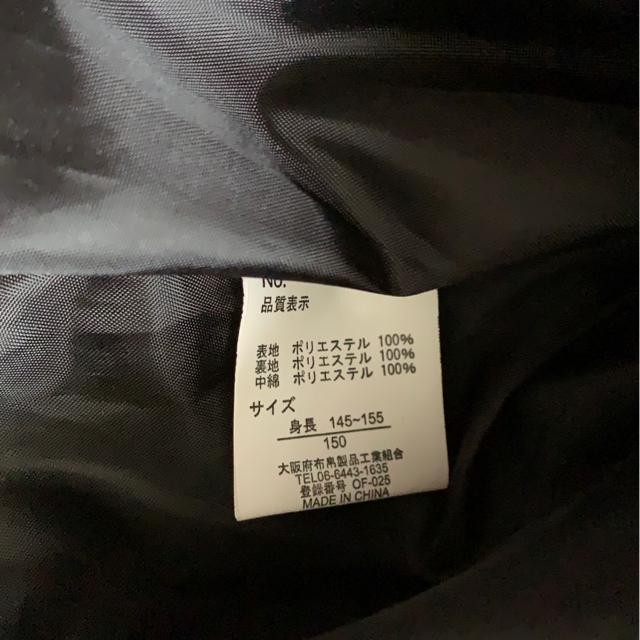 No.
品質表示
表地 ポリエステル 100%
裏地 ポリエステル 100%
中綿 ポリエステル 100%
サイズ
身長 145~155
150
大阪府布帛製品工業組合
TEL06-6443-1635
登録番号 OF-025
MADE IN CHINA